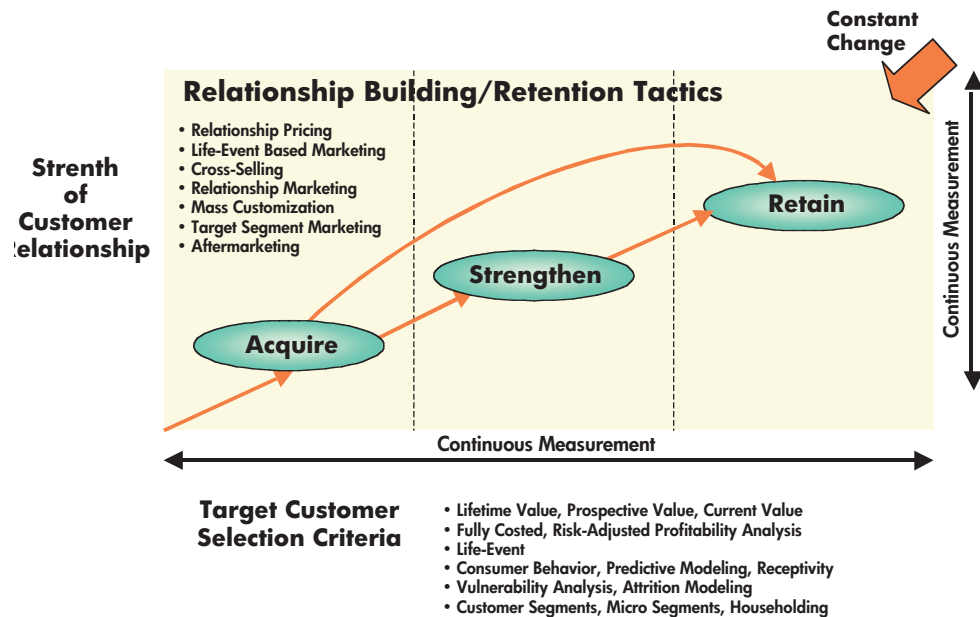 Constant
Change
Relationship Building/Retention Tactics
• Relationship Pricing
• Life-Event Based Marketing
• Cross-Selling
• Relationship Marketing
• Mass Customization
• Target Segment Marketing
• Aftermarketing
Strenth
of
Customer
elationship
Retain
Strengthen
Acquire
Continuous Measurement
Continuous Measurement
Target Customer
Selection Criteria
• Lifetime Value, Prospective Value, Current Value
• Fully Costed, Risk-Adjusted Profitability Analysis
• Life-Event
• Consumer Behavior, Predictive Modeling, Receptivity
• Vulnerability Analysis, Attrition Modeling
• Customer Segments, Micro Segments, Householding